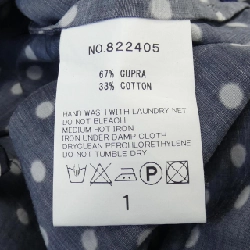 NO.822405
67% CUPRA
33% COTTON
HAND WASH WITH LAUNDRY NET
DO NOT BLEACH
MEDIUM HOT IRON
IRON UNDER DAMP CLOTH
DRYCLEAN PERCHLORETHYLENE
DO NOT TUMBLE DRY
P
1